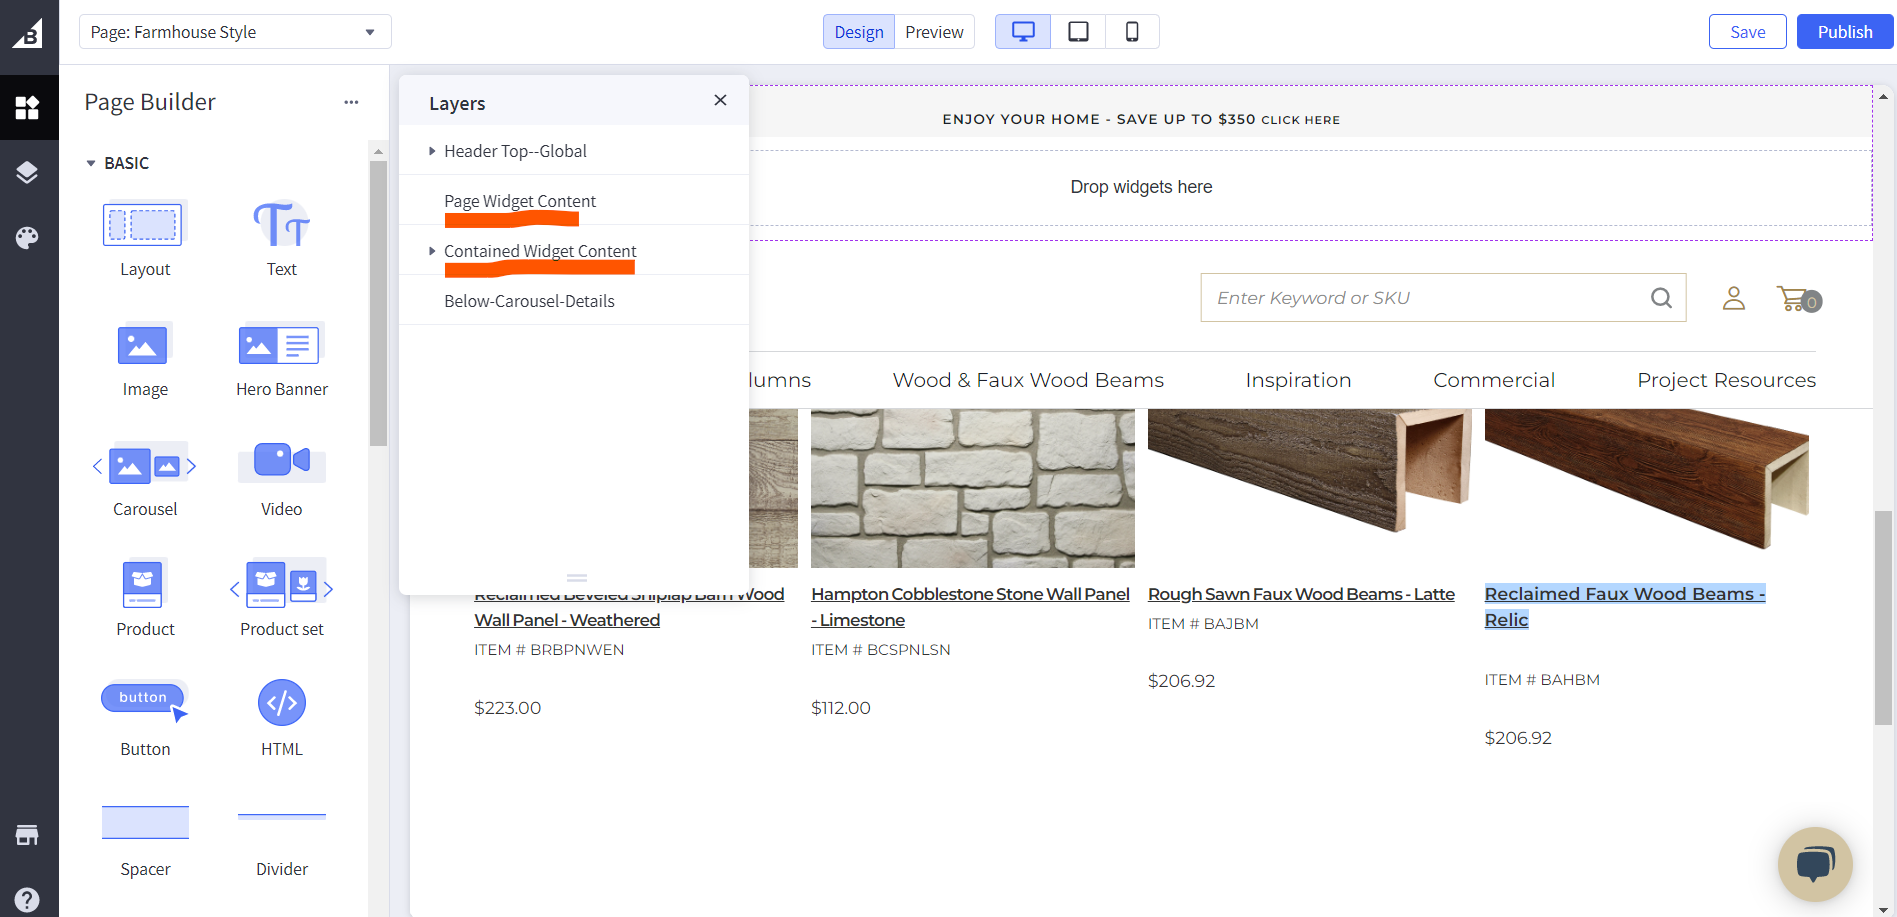 Page: Farmhouse Style
Design
Preview
Save
Publish
Page Builder
BASIC
Layout
Text
Image
Hero Banner
Carousel
Video
Product
Product set
button
Button
HTML
Spacer
Divider
Layers
Header Top--Global
Page Widget Content
Contained Widget Content
Below-Carousel-Details
ENJOY YOUR HOME - SAVE UP TO $350 CLICK HERE
Drop widgets here
Enter Keyword or SKU
0
lumns
Wood & Faux Wood Beams
Inspiration
Commercial
Project Resources
Reclaimed Beveled Shiplap Barn Wood
Wall Panel - Weathered
ITEM # BRBPNWEN
$223.00
Hampton Cobblestone Stone Wall Panel
- Limestone
ITEM # BCSPNLSN
$112.00
Rough Sawn Faux Wood Beams - Latte
ITEM # BAJBM
$206.92
Reclaimed Faux Wood Beams -
Relic
ITEM # BAHBM
$206.92